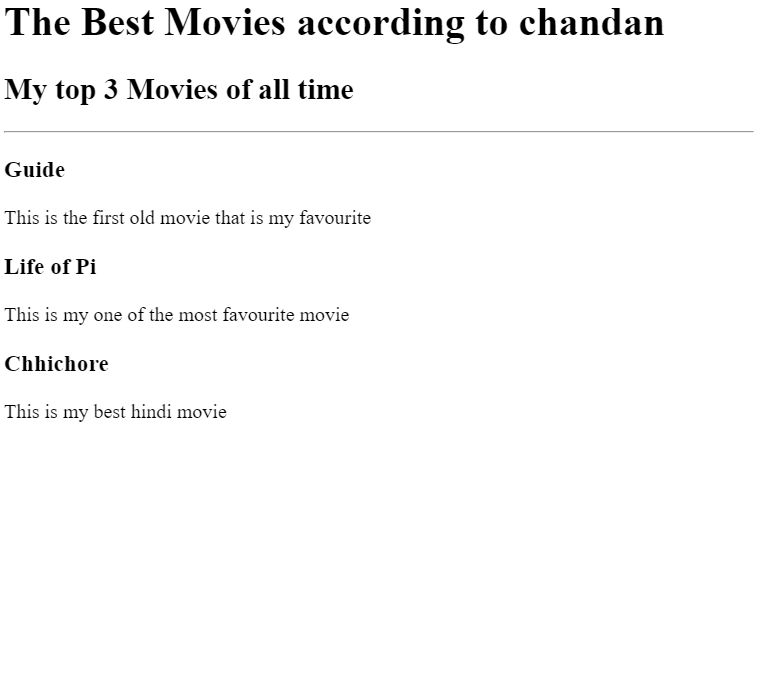 The Best Movies according to chandan
My top 3 Movies of all time
Guide
This is the first old movie that is my favourite
Life of Pi
This is my one of the most favourite movie
Chhichore
This is my best hindi movie